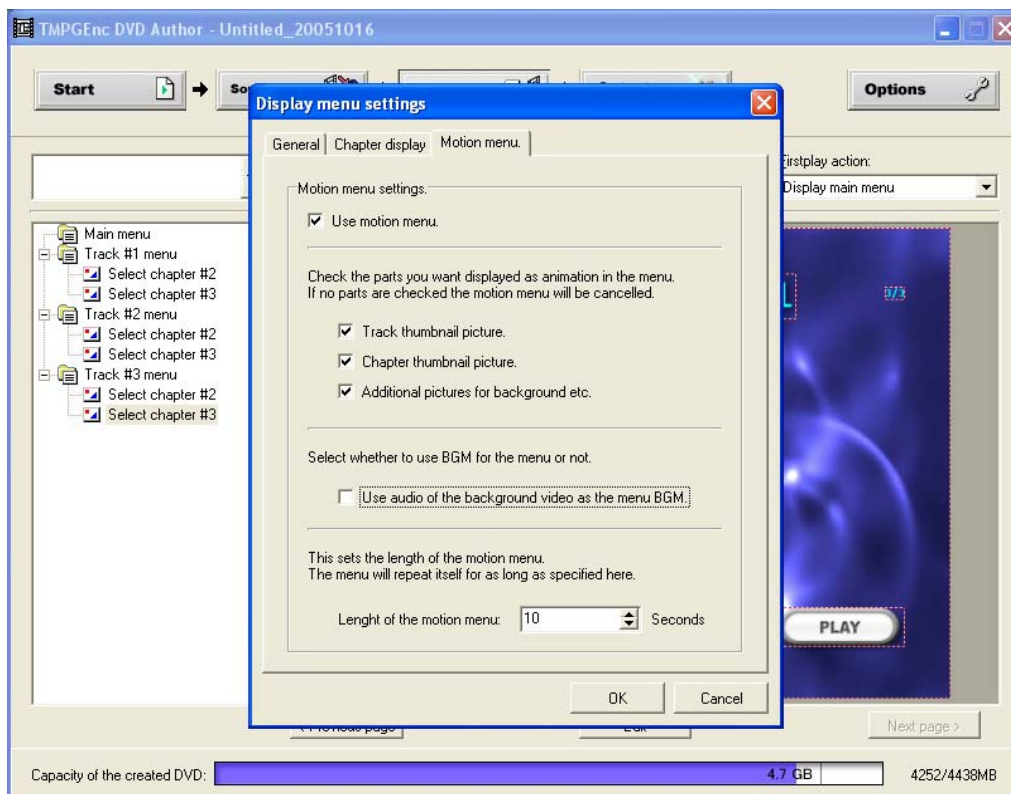 TMPGEnc DVD Author - Untitled_20051016
Start
Options
Display menu settings
General
Chapter display
Motion menu.
Firstplay action:
Display main menu
Motion menu settings.
Use motion menu.
Check the parts you want displayed as animation in the menu.
If no parts are checked the motion menu will be cancelled.
Track thumbnail picture.
Chapter thumbnail picture.
Additional pictures for background etc.
Select whether to use BGM for the menu or not.
Use audio of the background video as the menu BGM.
This sets the length of the motion menu.
The menu will repeat itself for as long as specified here.
Lenght of the motion menu: 10 Seconds
OK
Cancel
Main menu
Track #1 menu
Select chapter #2
Select chapter #3
Track #2 menu
Select chapter #2
Select chapter #3
Track #3 menu
Select chapter #2
Select chapter #3
3/3
PLAY
Next page >
Capacity of the created DVD:
4.7 GB
4252/4438MB